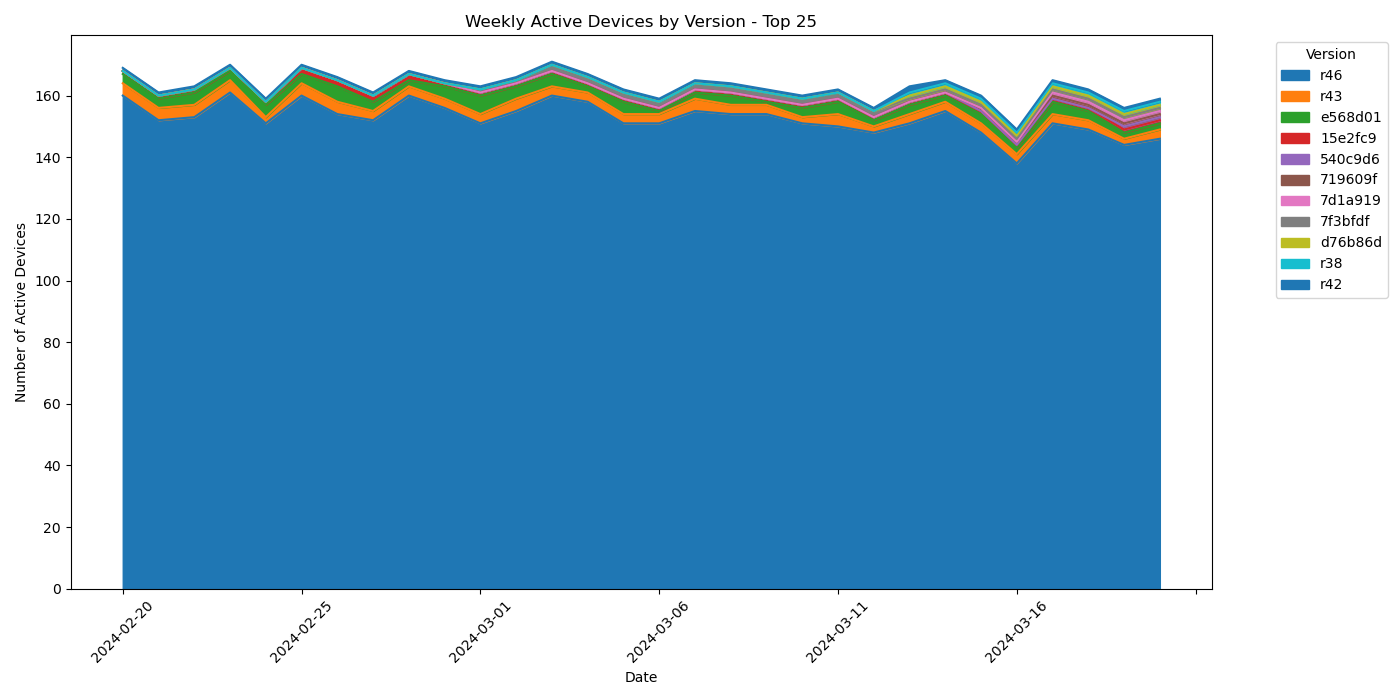 Weekly Active Devices by Version - Top 25
Number of Active Devices
160
140
120
100
80
60
40
20
0
2024-02-20
2024-02-25
2024-03-01
2024-03-06
2024-03-11
2024-03-16
Date
Version
r46
r43
e568d01
15e2fc9
540c9d6
719609f
7d1a919
7f3bfdf
d76b86d
r38
r42